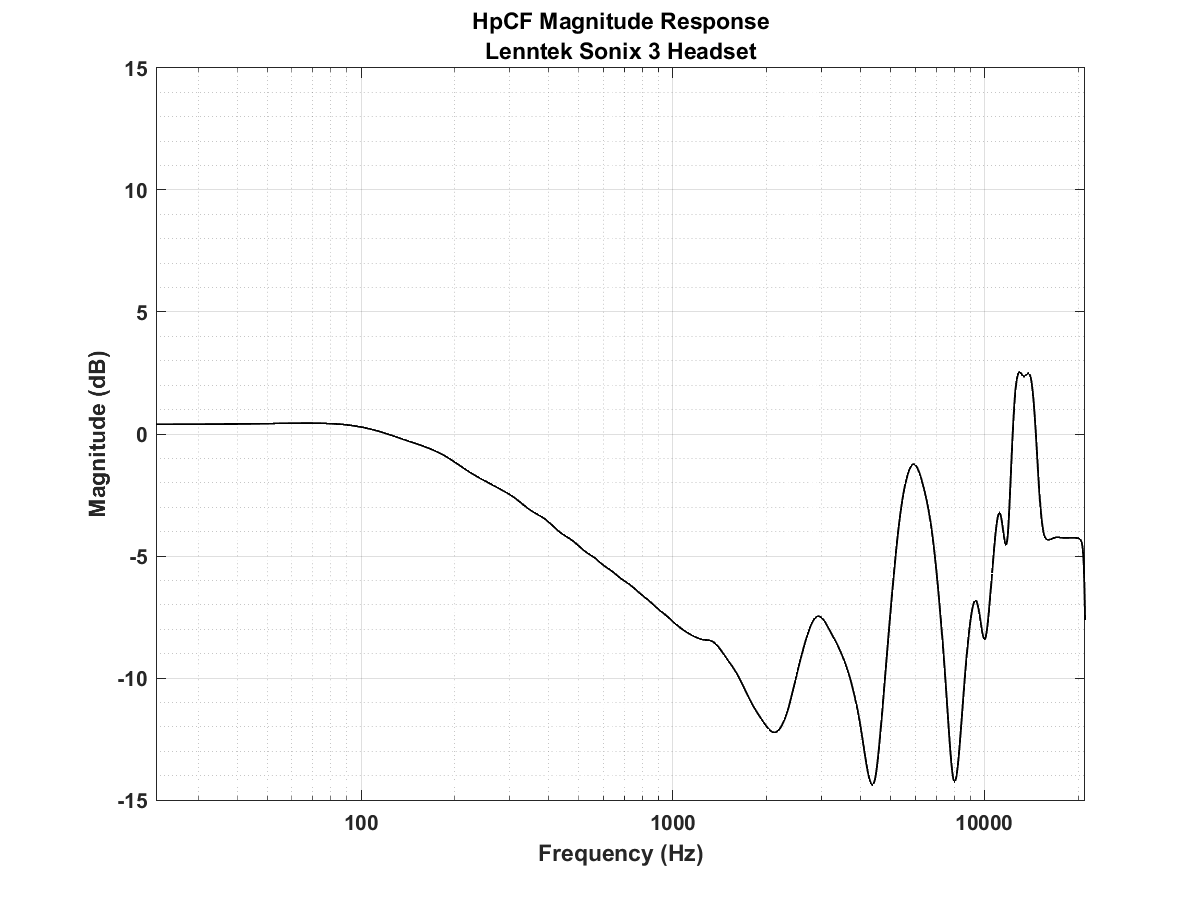 HpCF Magnitude Response
Lenntek Sonix 3 Headset
15
10
5
0
-5
-10
-15
Magnitude (dB)
100
1000
10000
Frequency (Hz)